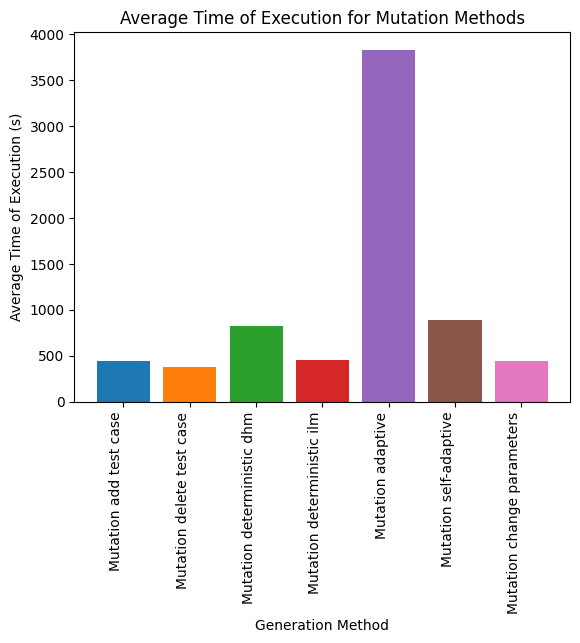 Average Time of Execution for Mutation Methods
Average Time of Execution (s)
4000
3500
3000
2500
2000
1500
1000
500
0
Mutation add test case
Mutation delete test case
Mutation deterministic dhm
Mutation deterministic ilm
Mutation adaptive
Mutation self-adaptive
Mutation change parameters
Generation Method